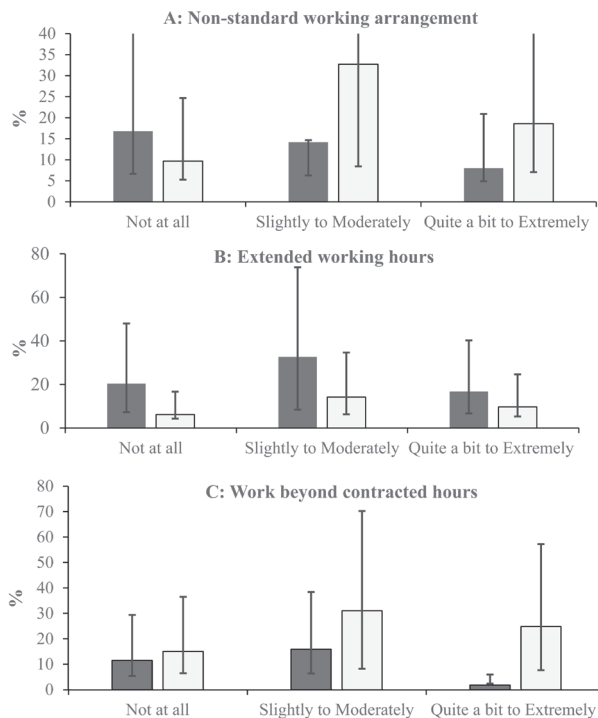 A: Non-standard working arrangement
40
35
30
25
20
15
10
5
0
%
Not at all
Slightly to Moderately
Quite a bit to Extremely
B: Extended working hours
80
60
40
20
0
%
Not at all
Slightly to Moderately
Quite a bit to Extremely
C: Work beyond contracted hours
80
70
60
50
40
30
20
10
0
%
Not at all
Slightly to Moderately
Quite a bit to Extremely